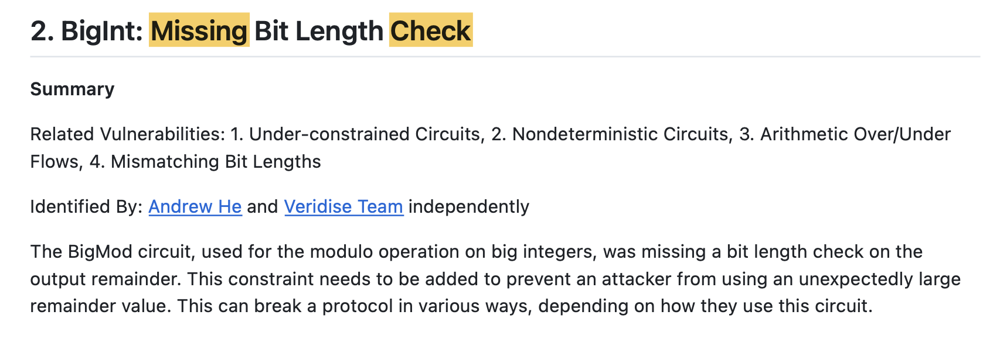 2. BigInt: Missing Bit Length Check
Summary
Related Vulnerabilities: 1. Under-constrained Circuits, 2. Nondeterministic Circuits, 3. Arithmetic Over/Under
Flows, 4. Mismatching Bit Lengths
Identified By: Andrew He and Veridise Team independently
The BigMod circuit, used for the modulo operation on big integers, was missing a bit length check on the
output remainder. This constraint needs to be added to prevent an attacker from using an unexpectedly large
remainder value. This can break a protocol in various ways, depending on how they use this circuit.